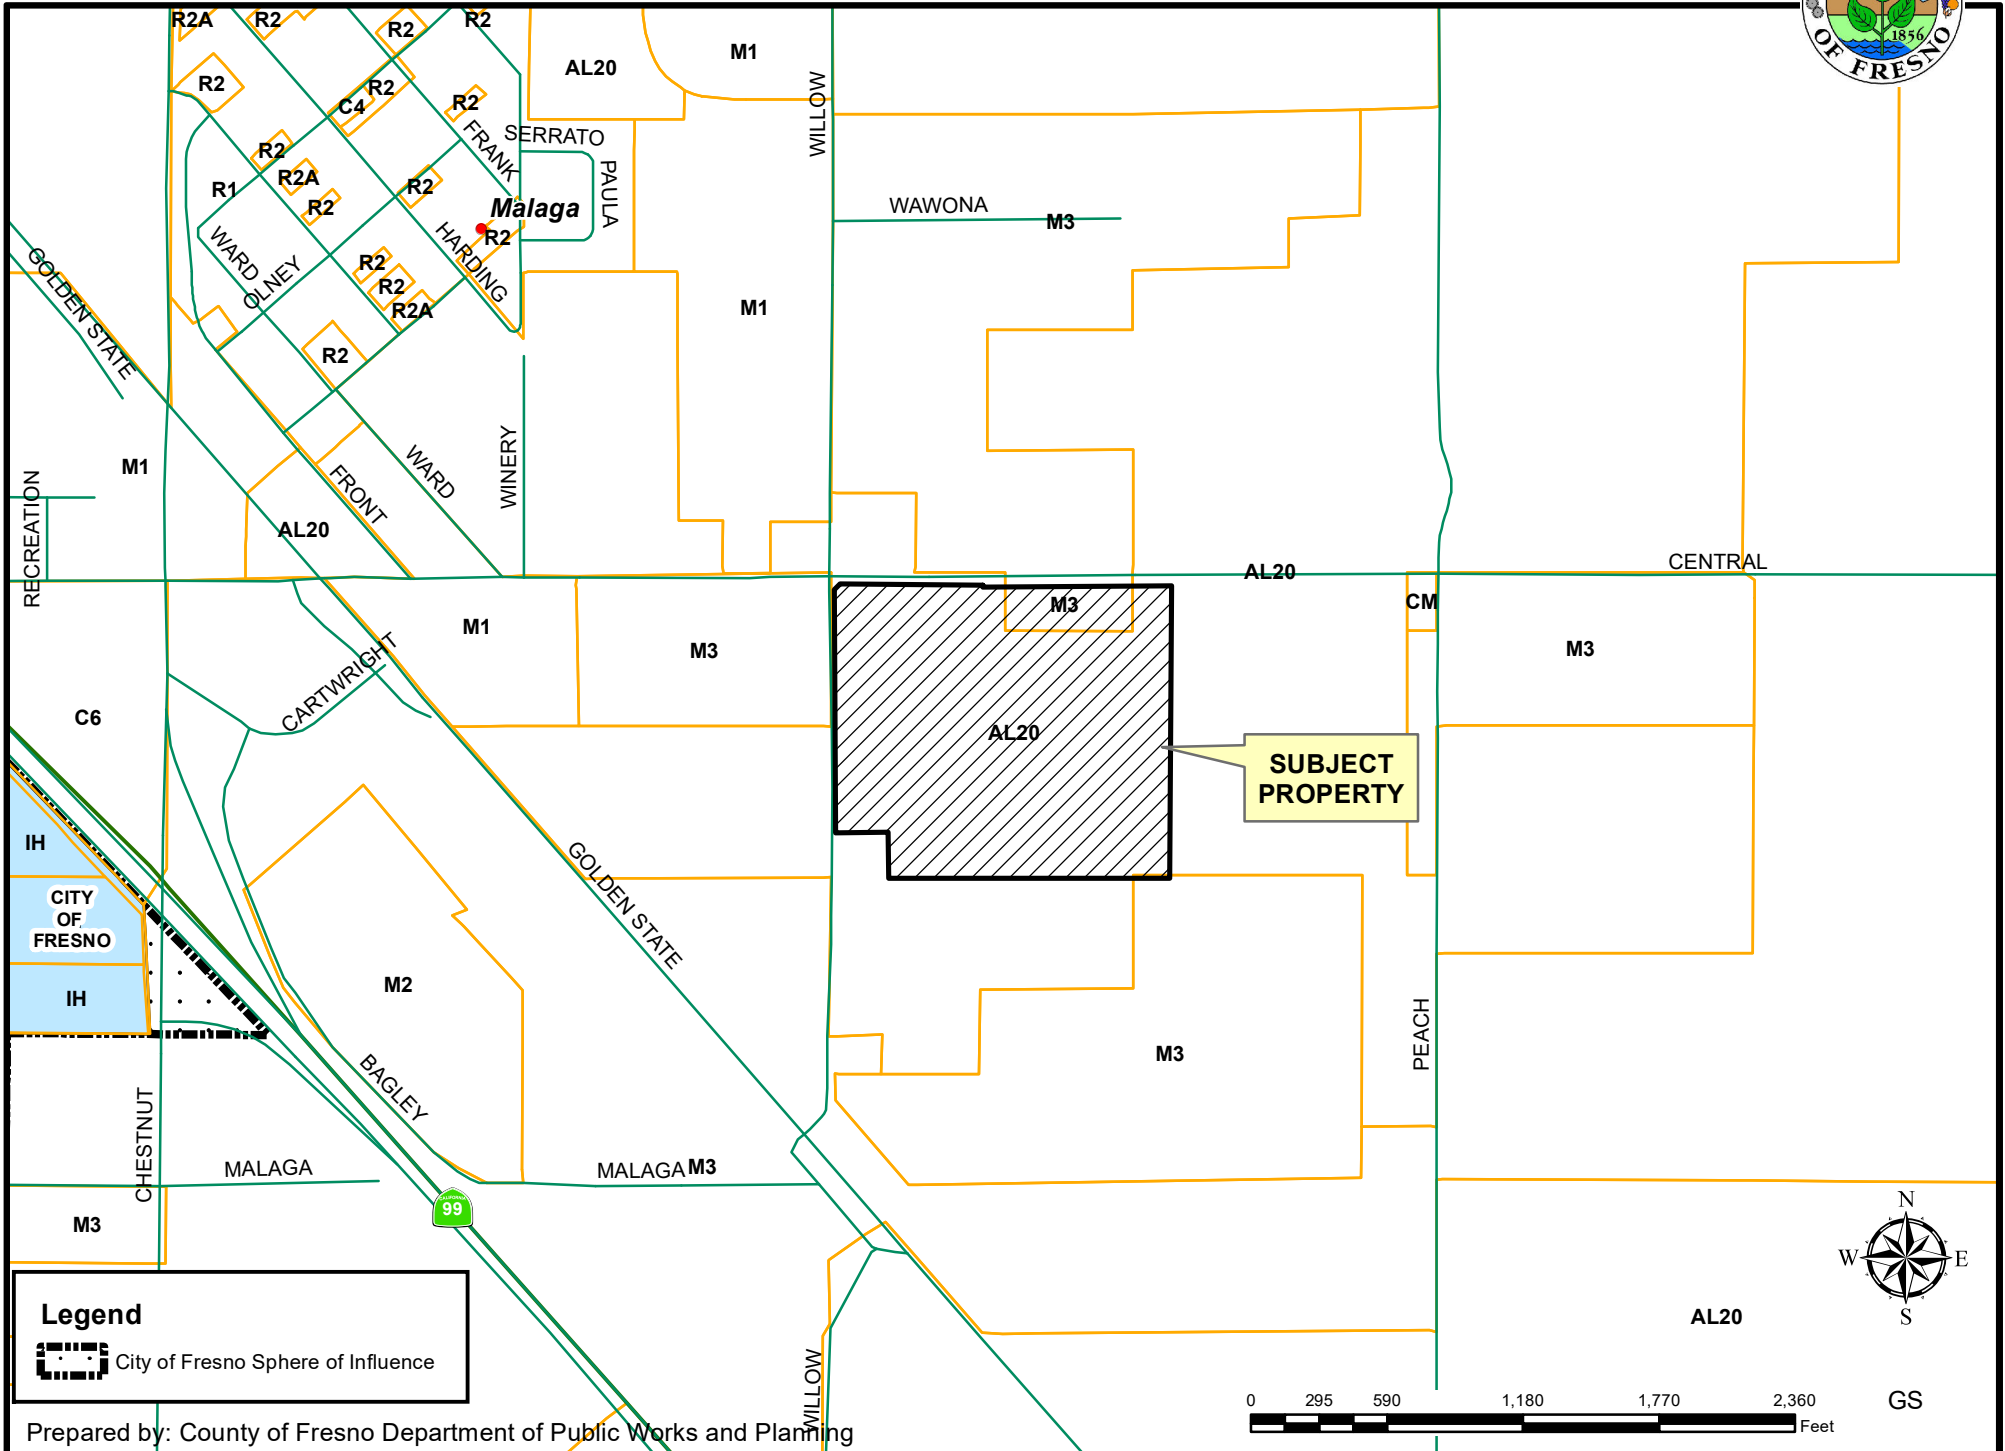 R2A
R2
R2
R2
AL20
M1
1856
OF FRESNO
R2
R2
C4
R2
WILLOW
FRANK
SERRATO
R2
R2A
R1
R2
R2
PAULA
Malaga
R2
WAWONA
M3
HARDING
WARD
OLNEY
R2
R2
R2A
GOLDEN STATE
M1
R2
M1
RECREATION
WARD
WINERY
FRONT
AL20
CENTRAL
AL20
M3
CM
M1
M3
M3
CARTWRIGHT
C6
AL20
SUBJECT
PROPERTY
IH
CITY
OF
FRESNO
IH
GOLDEN STATE
M2
M3
PEACH
BAGLEY
CHESTNUT
MALAGA
MALAGA
M3
CALIFORNIA
99
M3
N
W
E
S
AL20
Legend
City of Fresno Sphere of Influence
WILLOW
0 295 590 1,180 1,770 2,360
Feet
GS
Prepared by: County of Fresno Department of Public Works and Planning